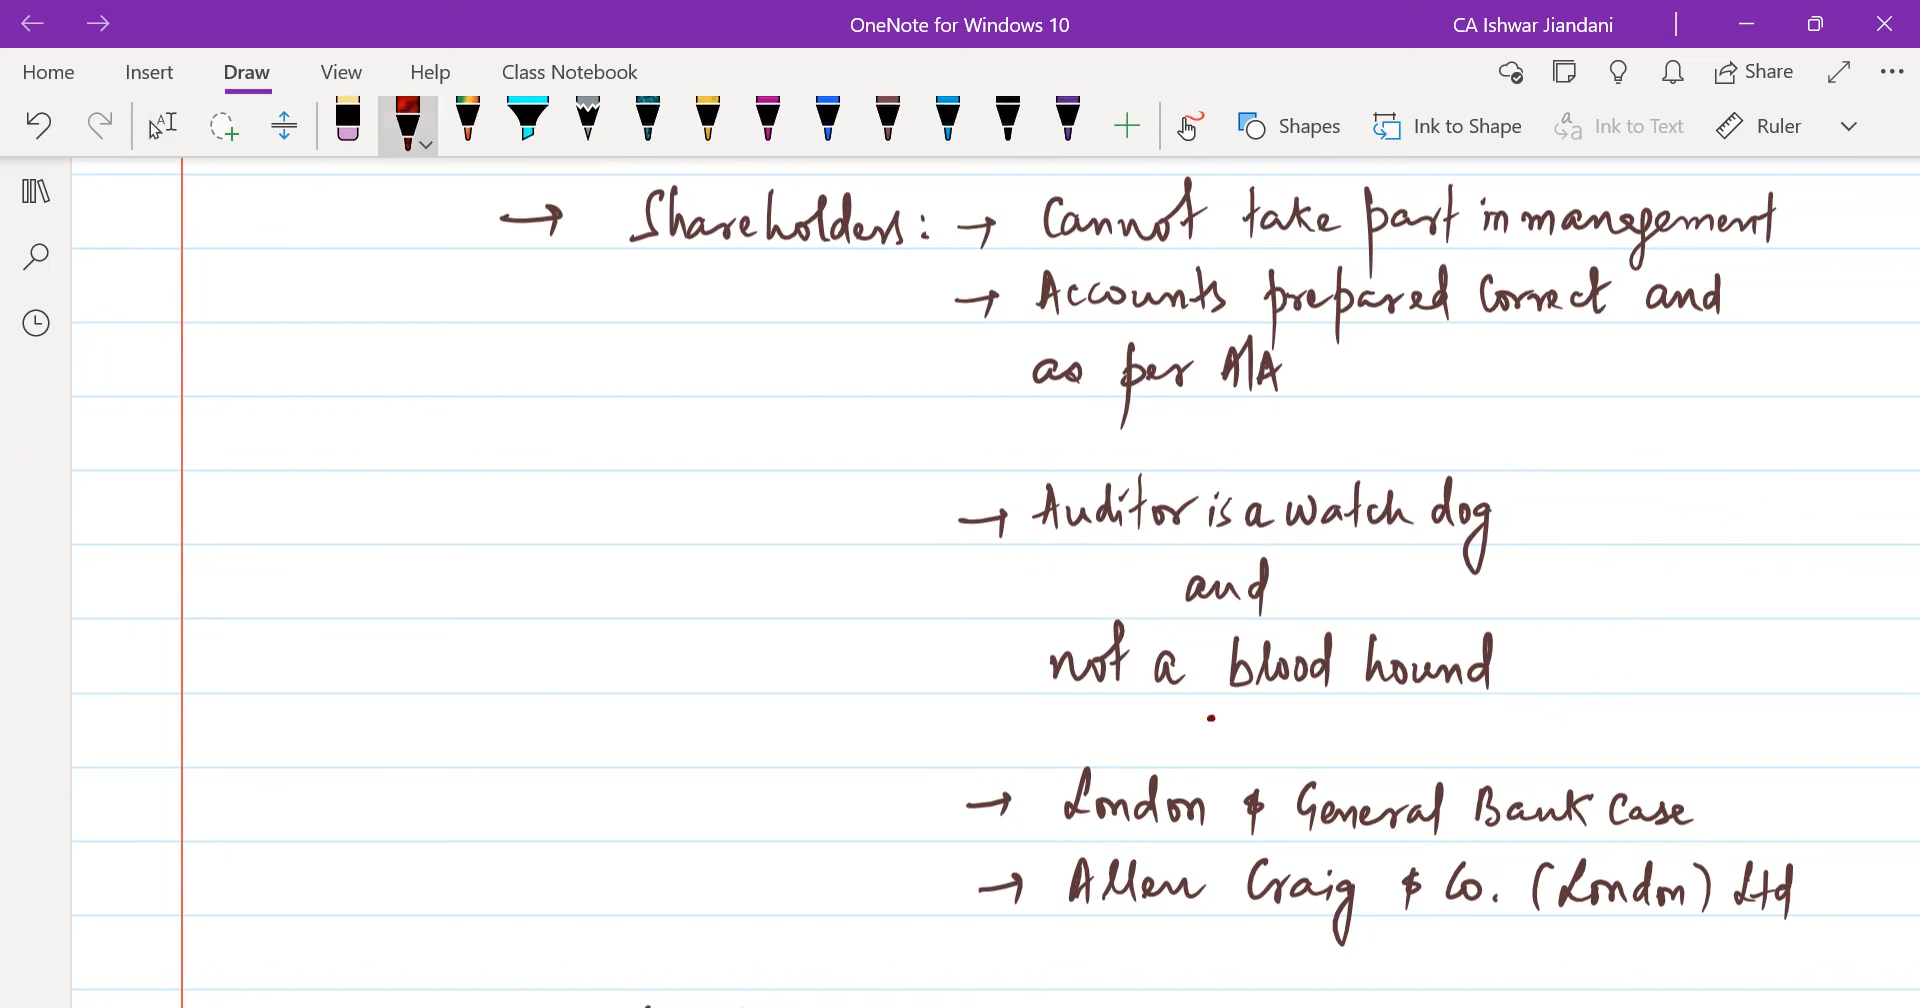 OneNote for Windows 10
CA Ishwar Jiandani
Home Insert Draw View Help Class Notebook
Share
Shapes Ink to Shape Ink to Text Ruler
→ Shareholders: → Cannot take part in management
→ Accounts prepared correct and
as per AIA
→ Auditor is a watch dog
and
not a blood hound
→ London & General Bank Case
→ Allen Craig & Co. (London) Ltd